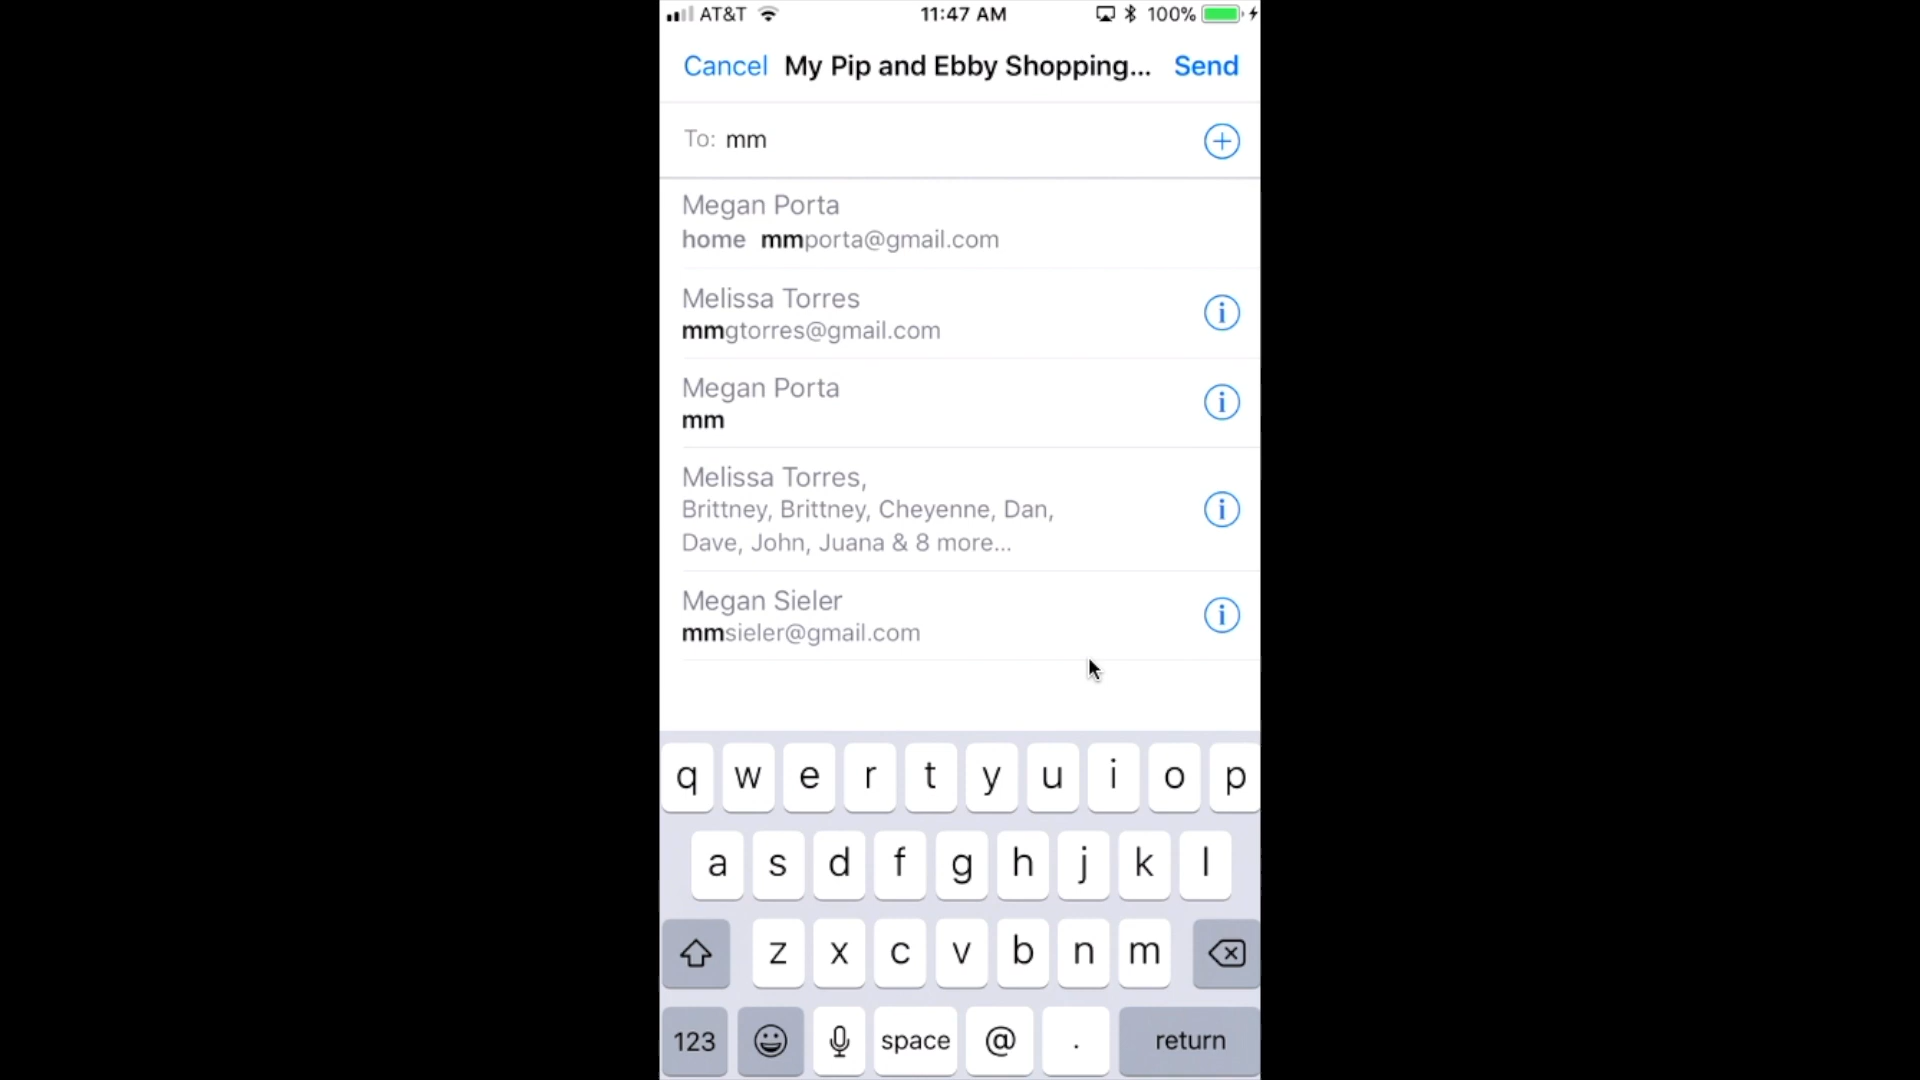 AT&T 11:47 AM 100%
Cancel My Pip and Ebby Shopping... Send
To: mm
Megan Porta
home mmporta@gmail.com
Melissa Torres
mmgtorres@gmail.com
Megan Porta
mm
Melissa Torres,
Brittney, Brittney, Cheyenne, Dan,
Dave, John, Juana & 8 more...
Megan Sieler
mmsieler@gmail.com
q w e r t y u i o p
a s d f g h j k l
z x c v b n m
123 space @ . return